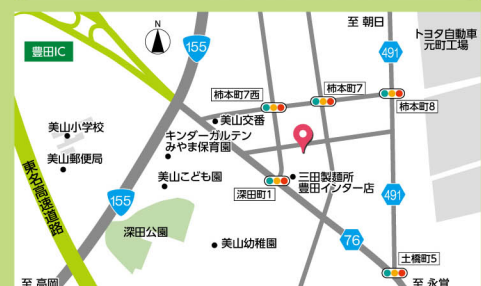 至 朝日
N
トヨタ自動車
元町工場
155
豊田IC
491
柿本町7西
柿本町7
柿本町8
美山交番
美山小学校
キンダーガルテン
みやま保育園
美山郵便局
三田製麺所
豊田インター店
美山こども園
深田町1
東名高速道路
155
491
深田公園
76
美山幼稚園
土橋町5
至 高岡
至 永覚